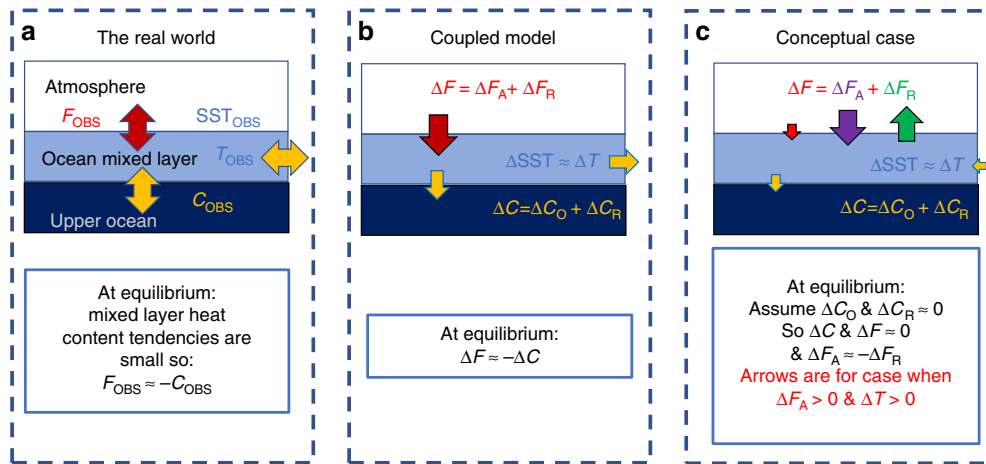 a
The real world
Atmosphere
F_OBS
SST_OBS
Ocean mixed layer
T_OBS
C_OBS
Upper ocean
At equilibrium:
mixed layer heat
content tendencies are
small so:
F_OBS ≈ −C_OBS
b
Coupled model
ΔF = ΔF_A + ΔF_R
ΔSST ≈ ΔT
ΔC=ΔC_O + ΔC_R
At equilibrium:
ΔF ≈ −ΔC
c
Conceptual case
ΔF = ΔF_A + ΔF_R
ΔSST ≈ ΔT
ΔC=ΔC_O + ΔC_R
At equilibrium:
Assume ΔC_O & ΔC_R ≈ 0
So ΔC & ΔF ≈ 0
& ΔF_A ≈ −ΔF_R
Arrows are for case when
ΔF_A > 0 & ΔT > 0